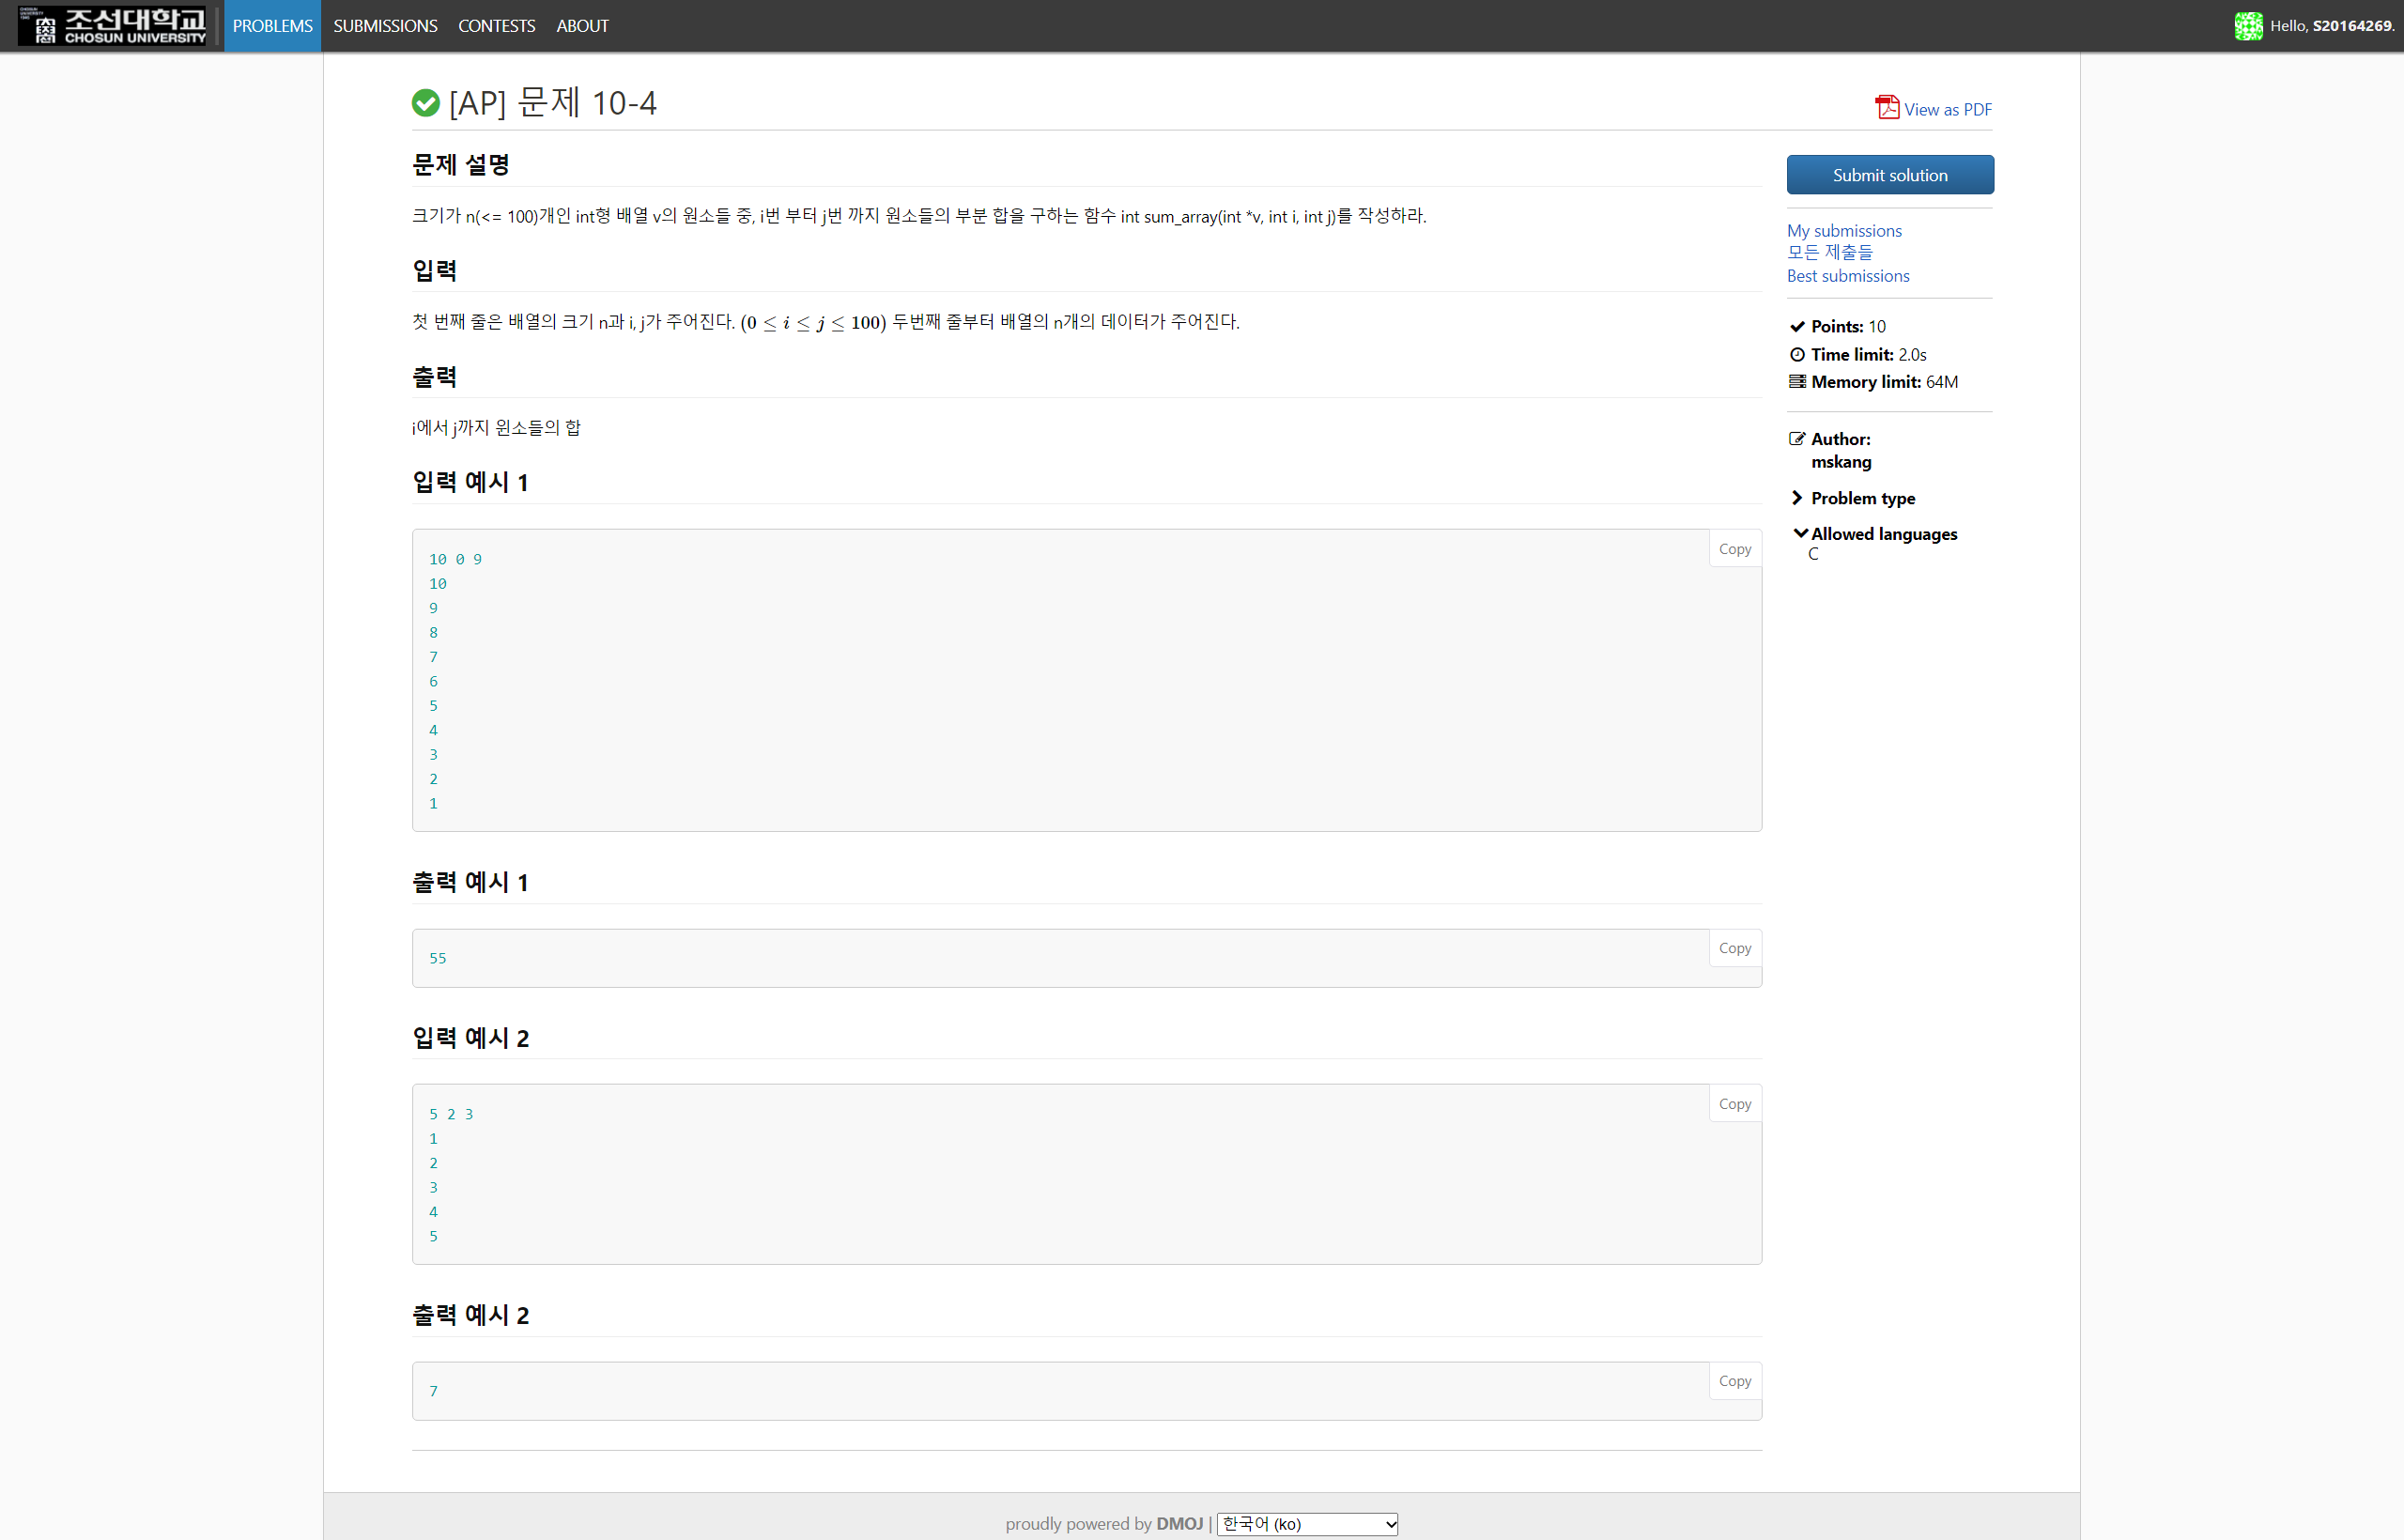 조선대학교
CHOSUN UNIVERSITY
PROBLEMS SUBMISSIONS CONTESTS ABOUT
Hello, S20164269.
[AP] 문제 10-4
View as PDF
문제 설명
크기가 n(<= 100)개인 int형 배열 v의 원소들 중, i번 부터 j번 까지 원소들의 부분 합을 구하는 함수 int sum_array(int *v, int i, int j)를 작성하라.
입력
첫 번째 줄은 배열의 크기 n과 i, j가 주어진다. (0 ≤ i ≤ j ≤ 100) 두번째 줄부터 배열의 n개의 데이터가 주어진다.
출력
i에서 j까지 원소들의 합
입력 예시 1
Copy
10 0 9
10
9
8
7
6
5
4
3
2
1
출력 예시 1
Copy
55
입력 예시 2
Copy
5 2 3
1
2
3
4
5
출력 예시 2
Copy
7
Submit solution
My submissions
모든 제출들
Best submissions
Points: 10
Time limit: 2.0s
Memory limit: 64M
Author:
mskang
Problem type
Allowed languages
C
proudly powered by DMOJ | 한국어 (ko)